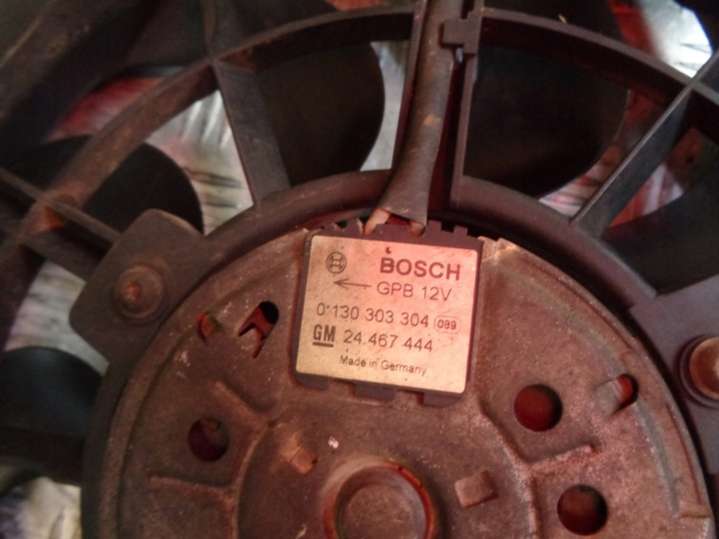 BOSCH
← GPB 12V
0 130 303 304 089
GM 24 467 444
Made in Germany